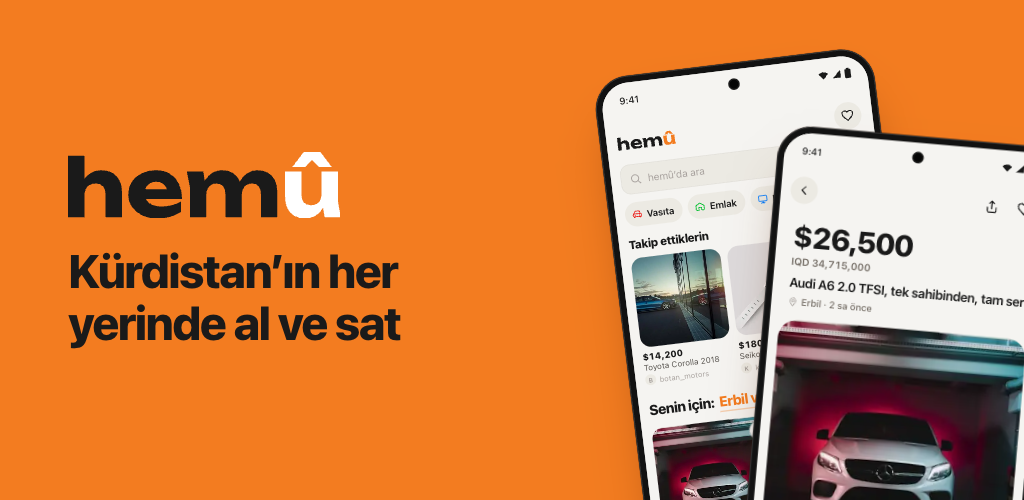 hemû
Kürdistan’ın her
yerinde al ve sat
9:41
hemû
hemû'da ara
Vasıta
Emlak
Takip ettiklerin
$14,200
Toyota Corolla 2018
B botan_motors
$180
Seiko
K
Senin için: Erbil
9:41
$26,500
IQD 34,715,000
Audi A6 2.0 TFSI, tek sahibinden, tam ser
Erbil · 2 sa önce